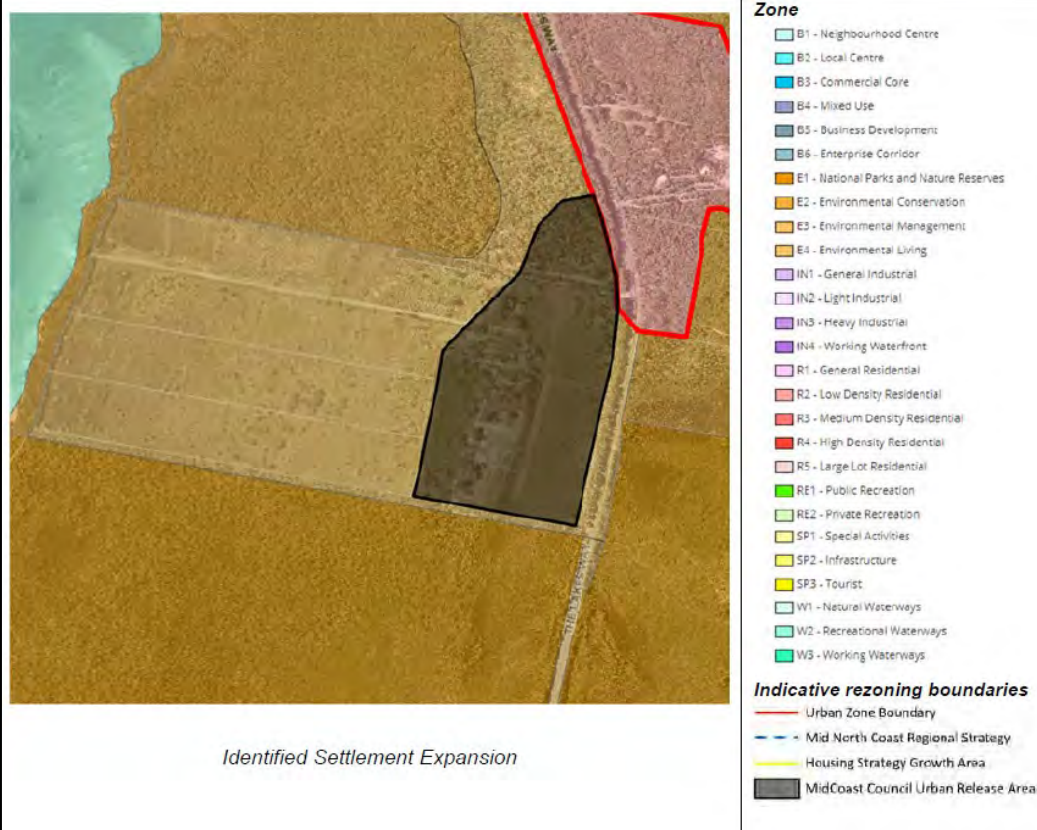 SWAY
THE LAKES WAY
Identified Settlement Expansion
Zone
B1 - Neighbourhood Centre
B2 - Local Centre
B3 - Commercial Core
B4 - Mixed Use
B5 - Business Development
B6 - Enterprise Corridor
E1 - National Parks and Nature Reserves
E2 - Environmental Conservation
E3 - Environmental Management
E4 - Environmental Living
IN1 - General Industrial
IN2 - Light Industrial
IN3 - Heavy Industrial
IN4 - Working Waterfront
R1 - General Residential
R2 - Low Density Residential
R3 - Medium Density Residential
R4 - High Density Residential
R5 - Large Lot Residential
RE1 - Public Recreation
RE2 - Private Recreation
SP1 - Special Activities
SP2 - Infrastructure
SP3 - Tourist
W1 - Natural Waterways
W2 - Recreational Waterways
W3 - Working Waterways
Indicative rezoning boundaries
Urban Zone Boundary
Mid North Coast Regional Strategy
Housing Strategy Growth Area
MidCoast Council Urban Release Area